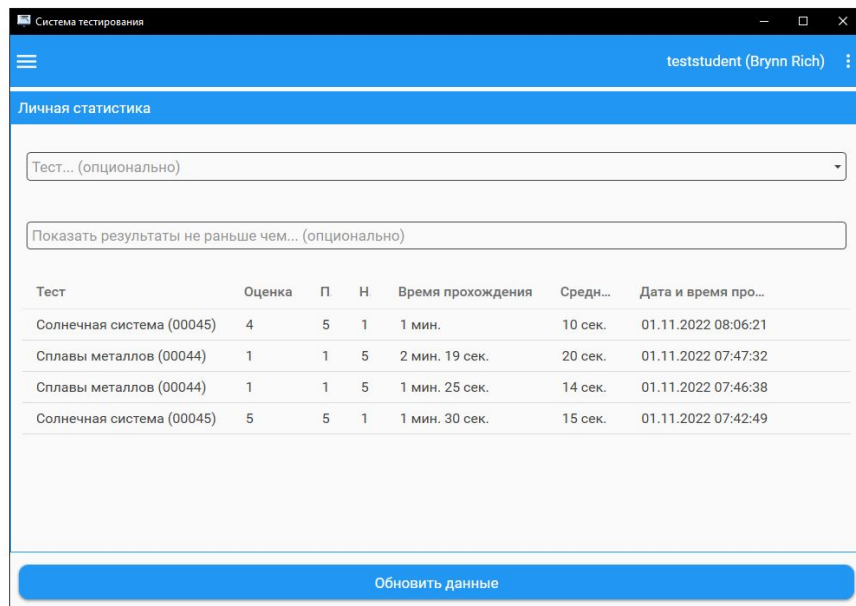 Система тестирования
teststudent (Brynn Rich)
Личная статистика
Тест... (опционально)
Показать результаты не раньше чем... (опционально)
Тест Оценка П Н Время прохождения Средн... Дата и время про...
Солнечная система (00045) 4 5 1 1 мин. 10 сек. 01.11.2022 08:06:21
Сплавы металлов (00044) 1 1 5 2 мин. 19 сек. 20 сек. 01.11.2022 07:47:32
Сплавы металлов (00044) 1 1 5 1 мин. 25 сек. 14 сек. 01.11.2022 07:46:38
Солнечная система (00045) 5 5 1 1 мин. 30 сек. 15 сек. 01.11.2022 07:42:49
Обновить данные